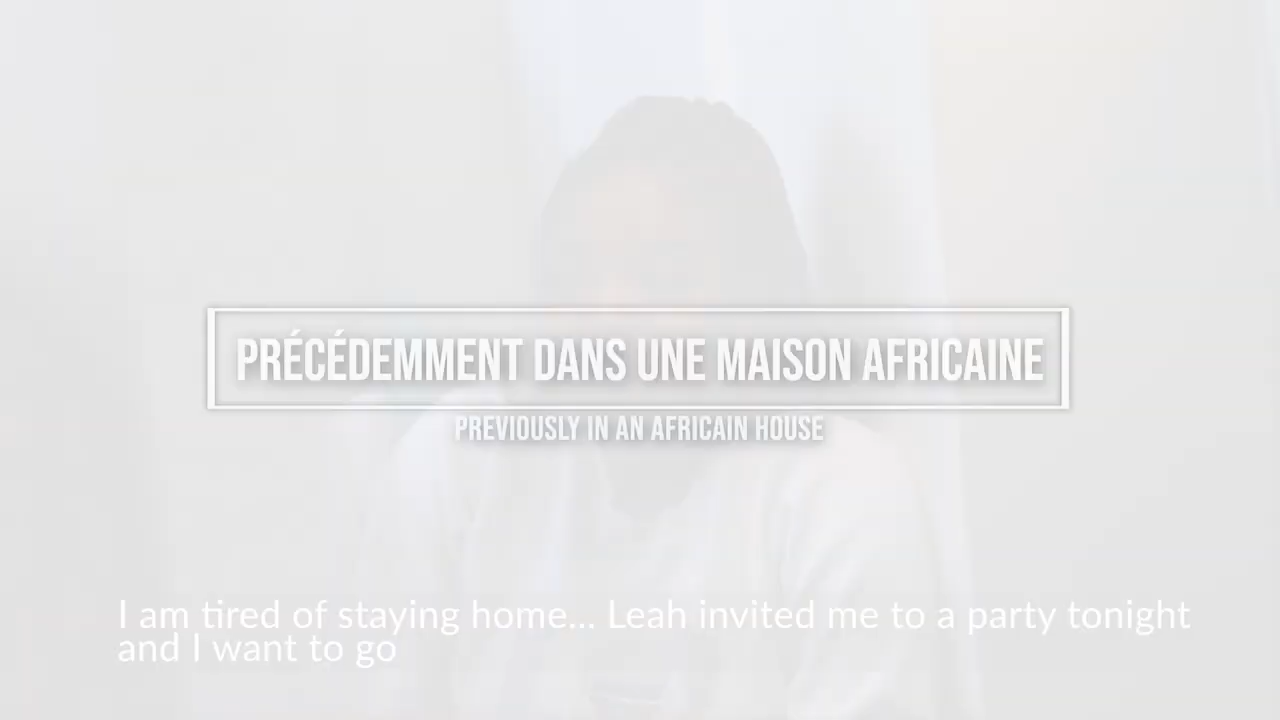 PRÉCÉDEMMENT DANS UNE MAISON AFRICAINE
PREVIOUSLY IN AN AFRICAIN HOUSE
I am tired of staying home... Leah invited me to a party tonight
and I want to go